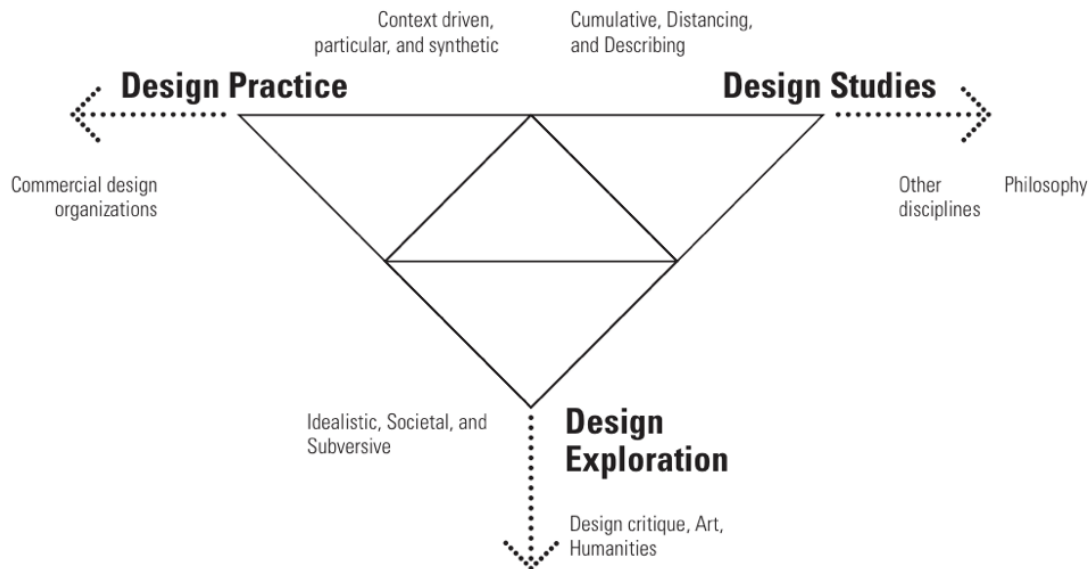 Context driven,
particular, and synthetic
Cumulative, Distancing,
and Describing
Design Practice
Design Studies
Commercial design
organizations
Other
disciplines
Philosophy
Idealistic, Societal, and
Subversive
Design
Exploration
Design critique, Art,
Humanities